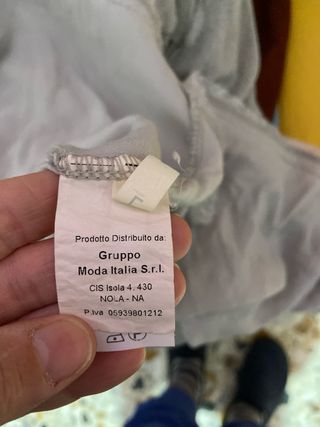 Prodotto Distribuito da:
Gruppo
Moda Italia S.r.l.
CIS Isola 4, 430
NOLA - NA
P.Iva 05939801212